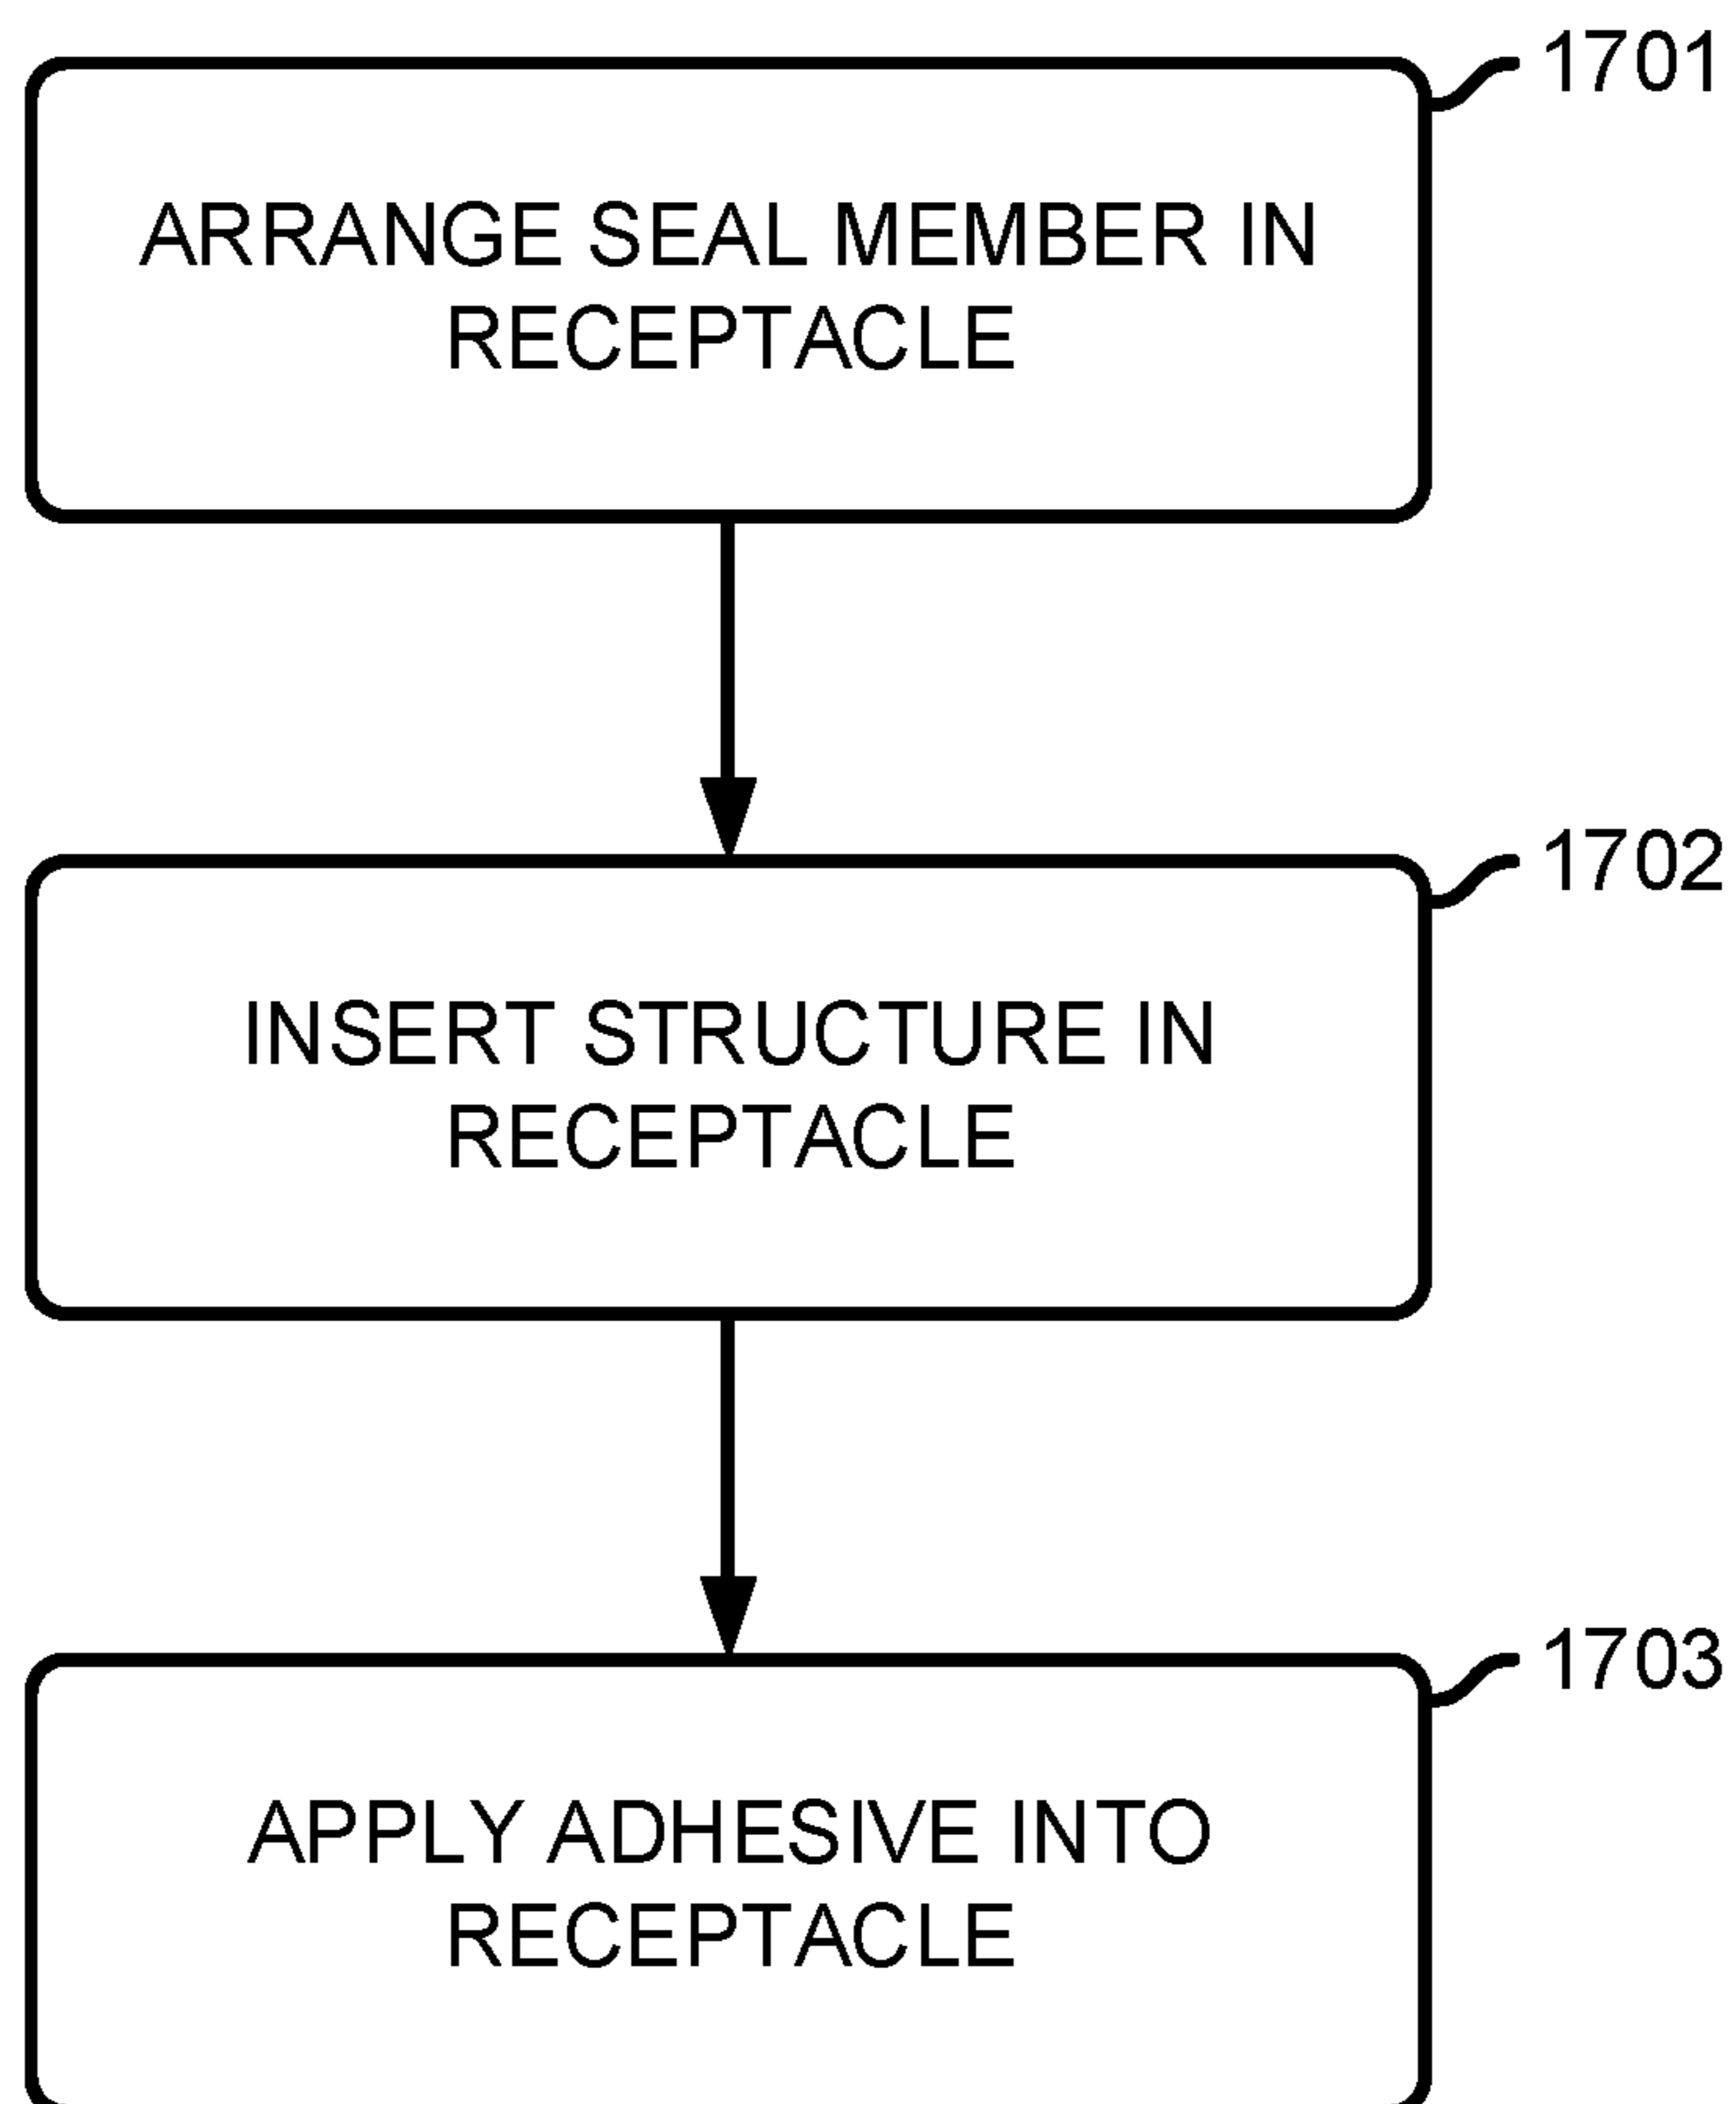 1701
ARRANGE SEAL MEMBER IN
RECEPTACLE
1702
INSERT STRUCTURE IN
RECEPTACLE
1703
APPLY ADHESIVE INTO
RECEPTACLE